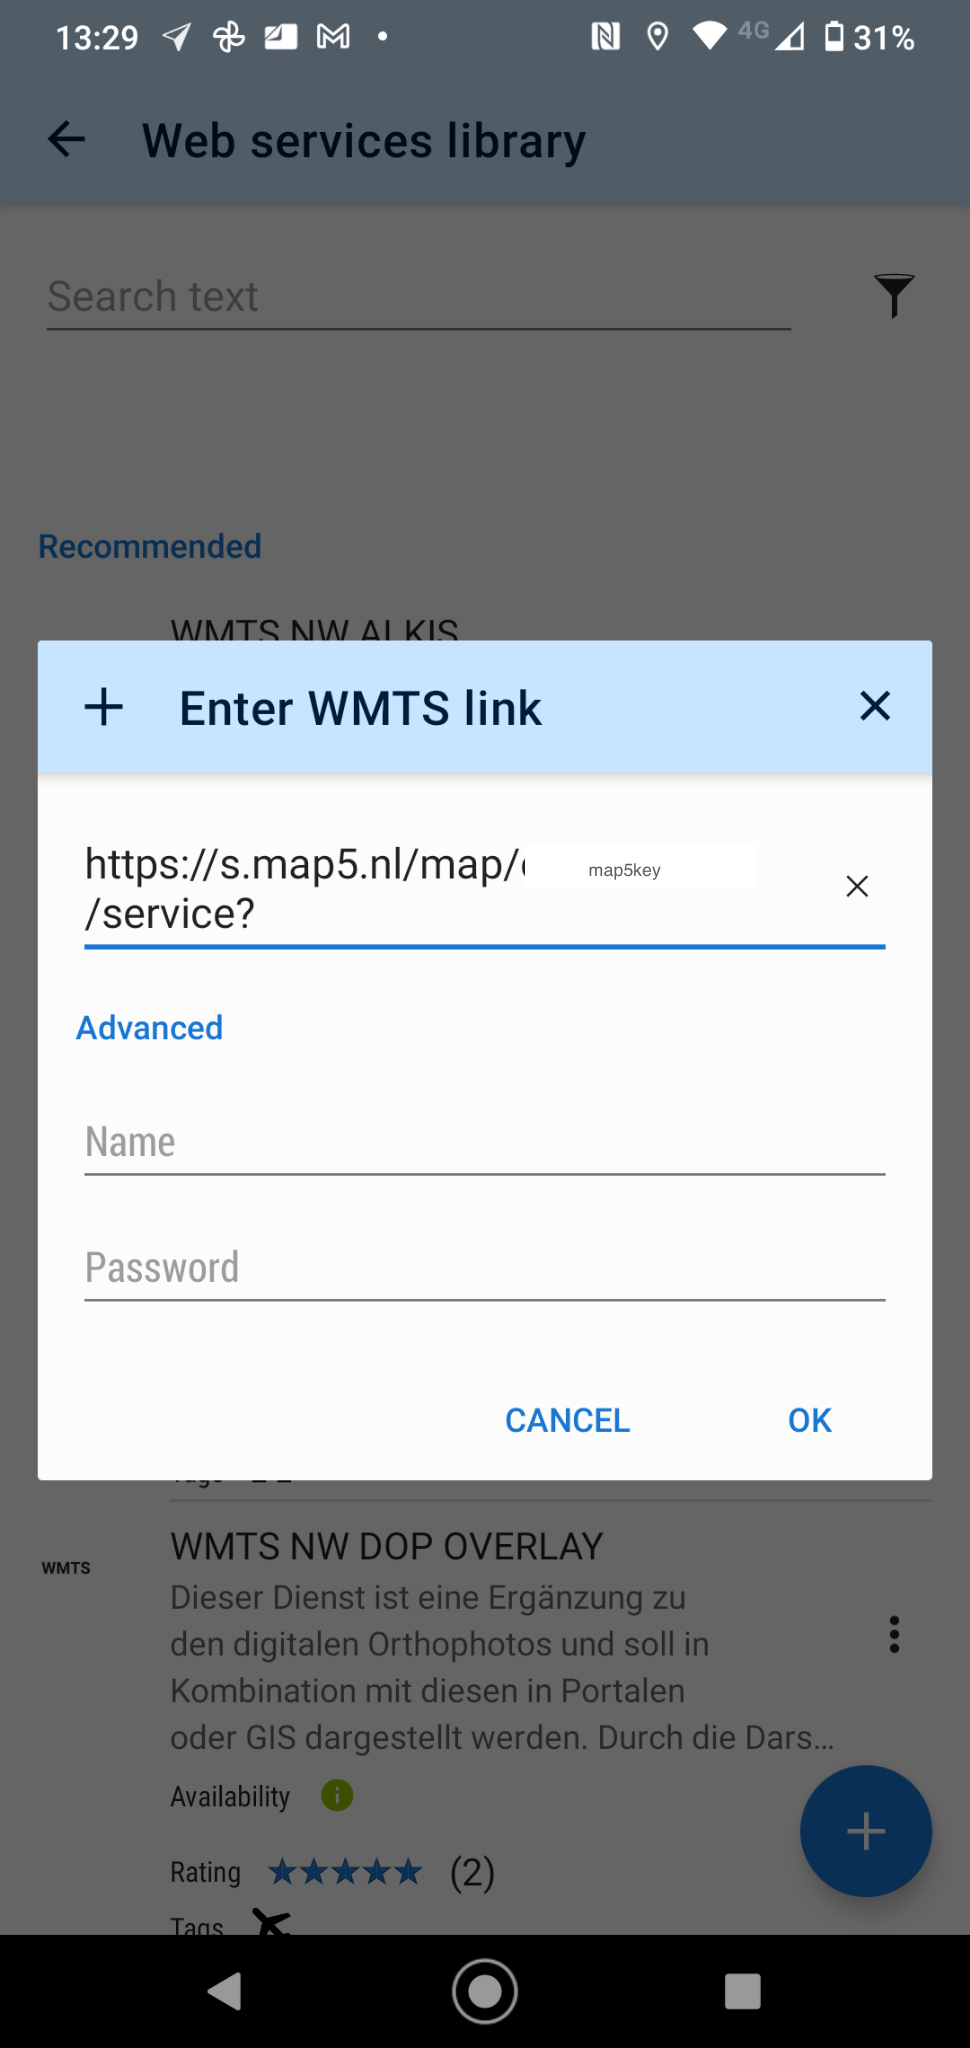 13:29 4G 31%
Web services library
Search text
Recommended
WMTS NW ALKIS
Enter WMTS link
https://s.map5.nl/map/ map5key
/service?
Advanced
Name
Password
CANCEL OK
Tags
WMTS NW DOP OVERLAY
WMTS
Dieser Dienst ist eine Ergänzung zu
den digitalen Orthophotos und soll in
Kombination mit diesen in Portalen
oder GIS dargestellt werden. Durch die Dars...
Availability
Rating (2)
Tags